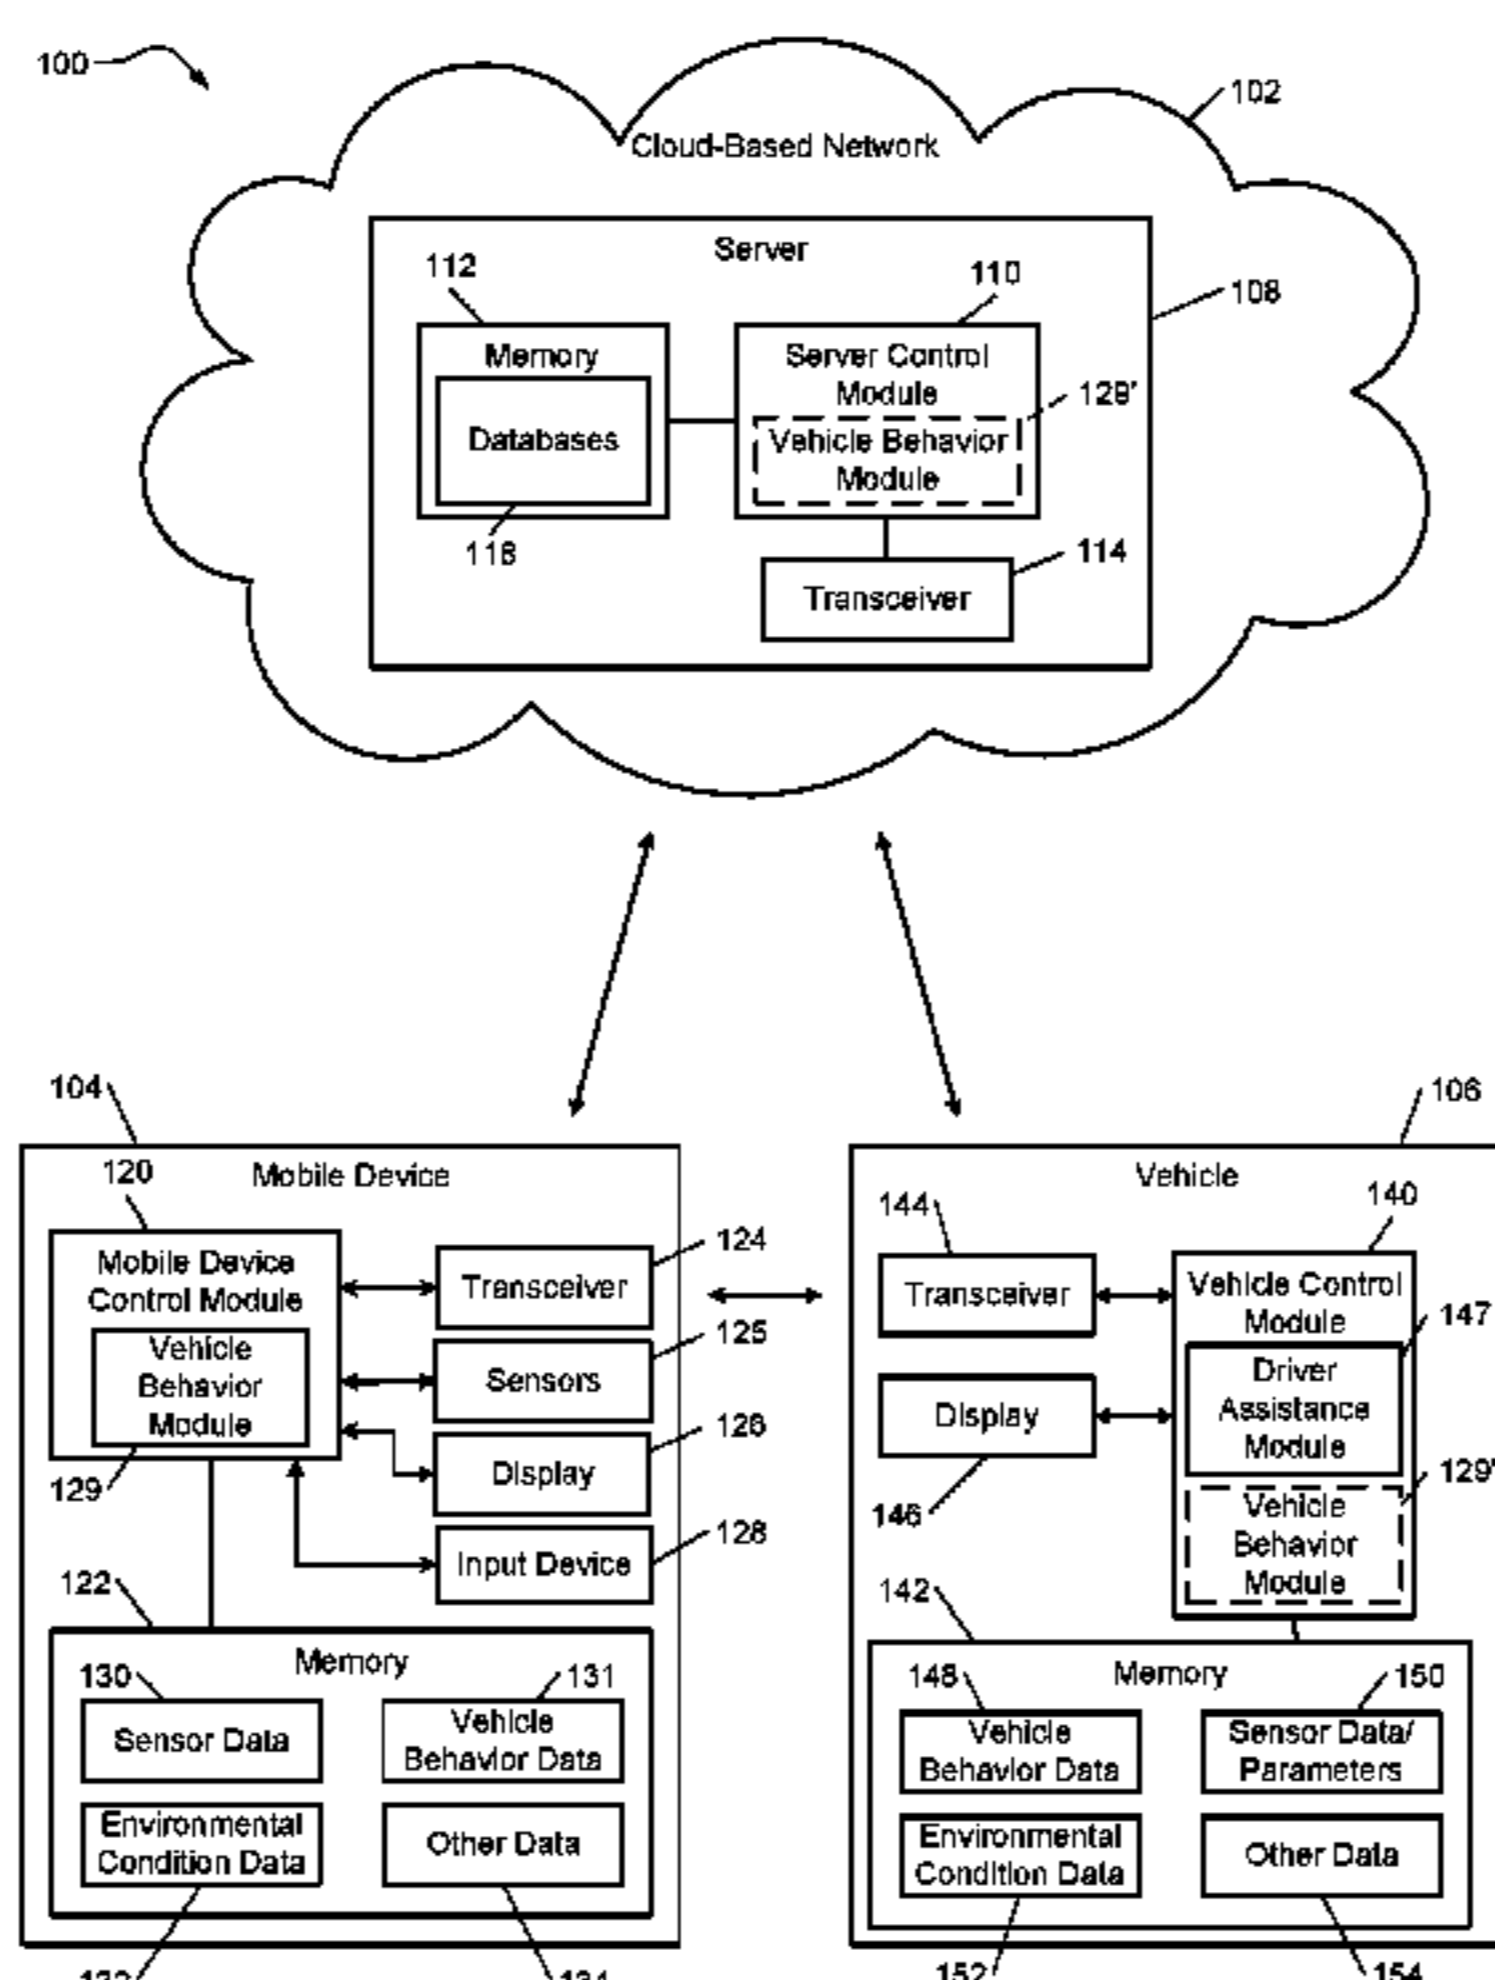 100
102
Cloud-Based Network
Server
112
110
108
Memory
Server Control
Module
129'
Databases
Vehicle Behavior
Module
118
114
Transceiver
104
106
120
Mobile Device
Vehicle
144
140
124
Mobile Device
Control Module
Transceiver
Transceiver
Vehicle Control
Module
147
125
Vehicle
Behavior
Module
Sensors
Display
Driver
Assistance
Module
126
129
Display
146
129"
Vehicle
Behavior
Module
128
Input Device
122
142
Memory
Memory
130
131
148
150
Sensor Data
Vehicle
Behavior Data
Vehicle
Behavior Data
Sensor Data/
Parameters
Environmental
Condition Data
Other Data
Environmental
Condition Data
Other Data
152
154